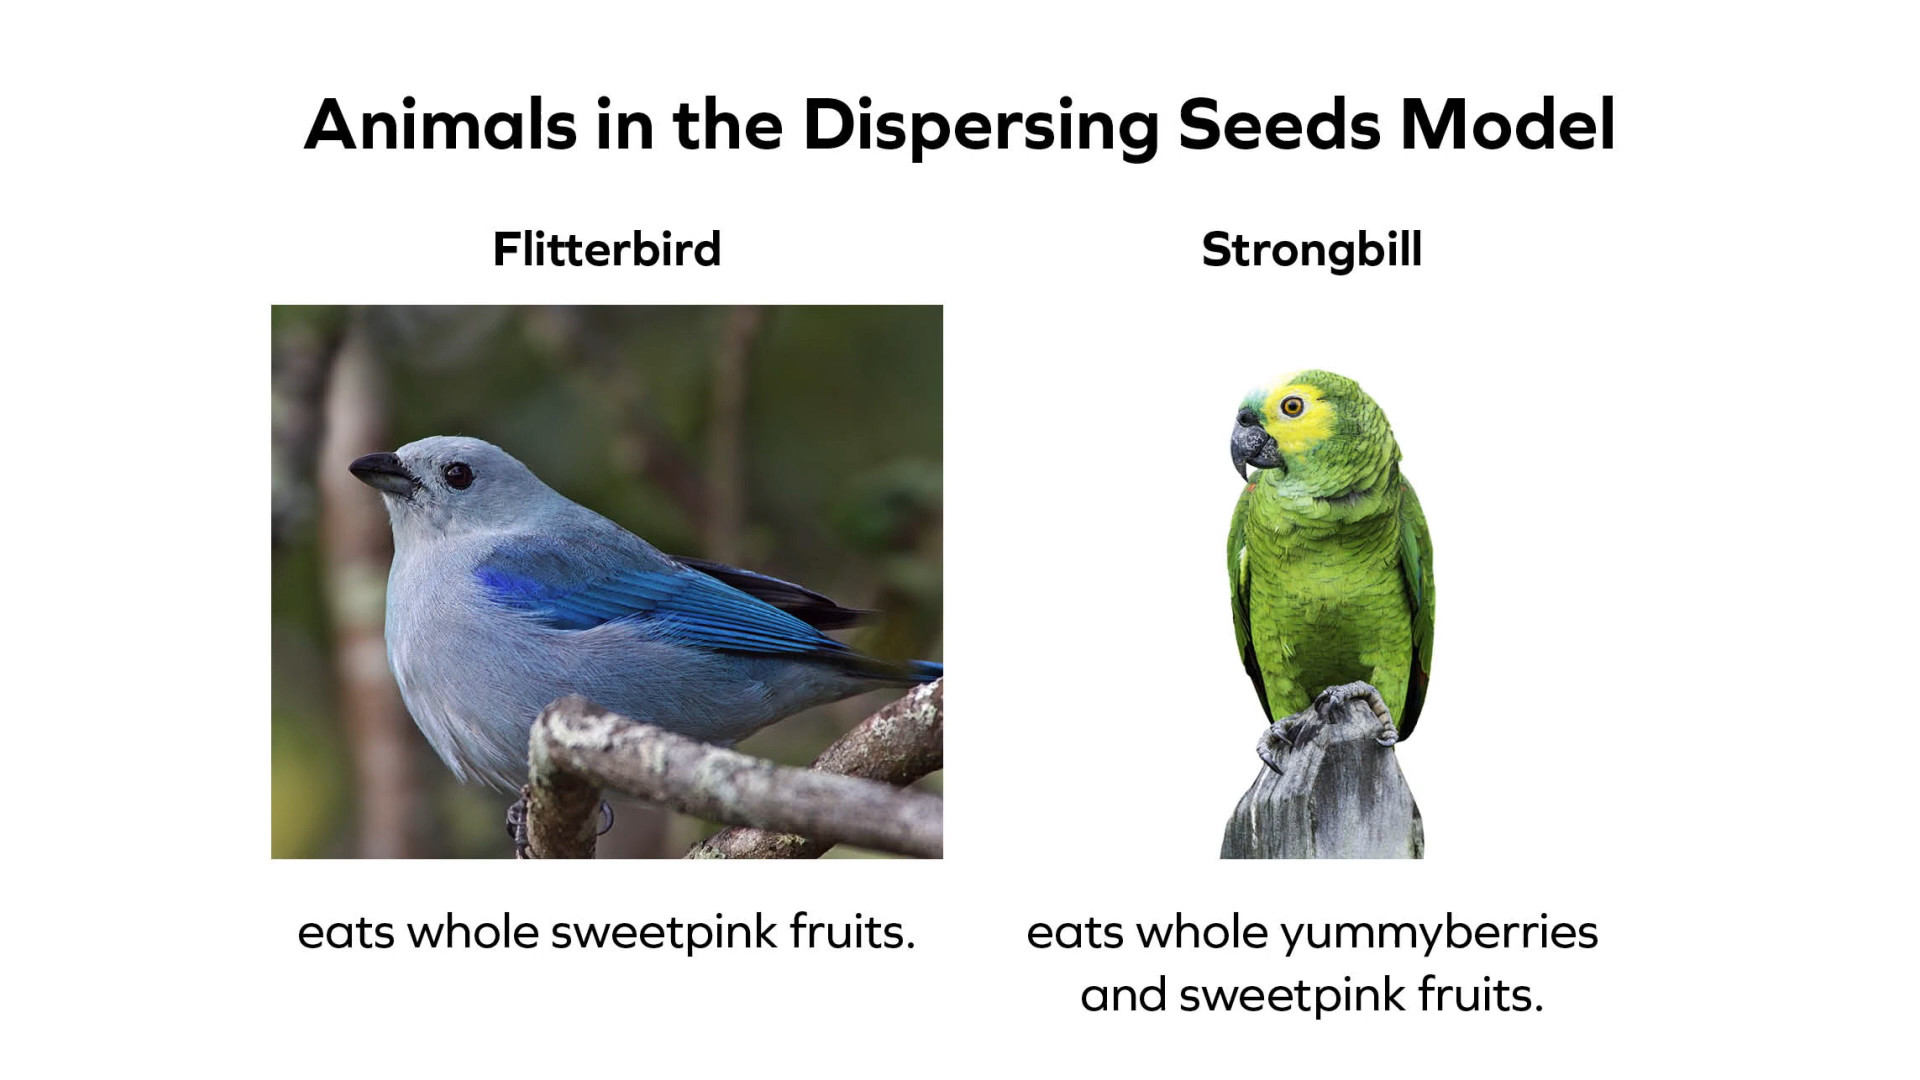 Animals in the Dispersing Seeds Model
Flitterbird
Strongbill
eats whole sweetpink fruits.
eats whole yummyberries
and sweetpink fruits.